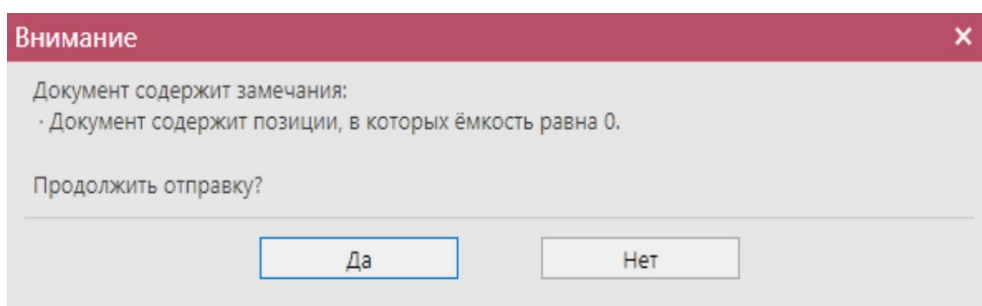 Внимание
Документ содержит замечания:
· Документ содержит позиции, в которых ёмкость равна 0.
Продолжить отправку?
Да Нет